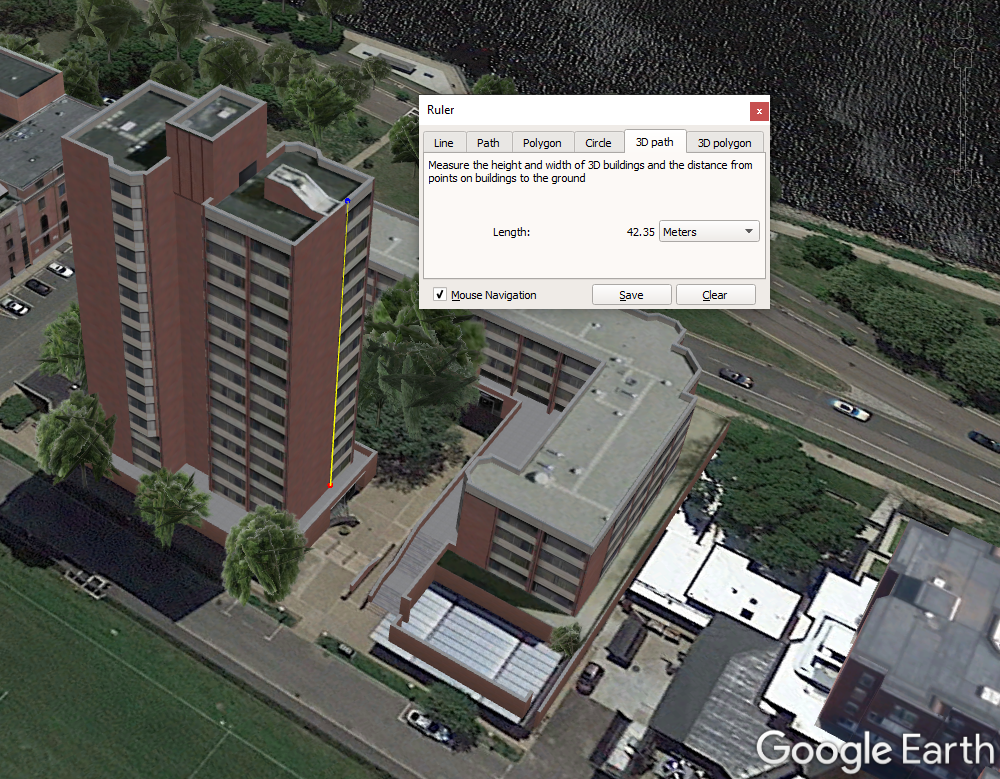 Ruler
x
Line Path Polygon Circle 3D path 3D polygon
Measure the height and width of 3D buildings and the distance from
points on buildings to the ground
Length: 42.35 Meters
Mouse Navigation Save Clear
Google Earth